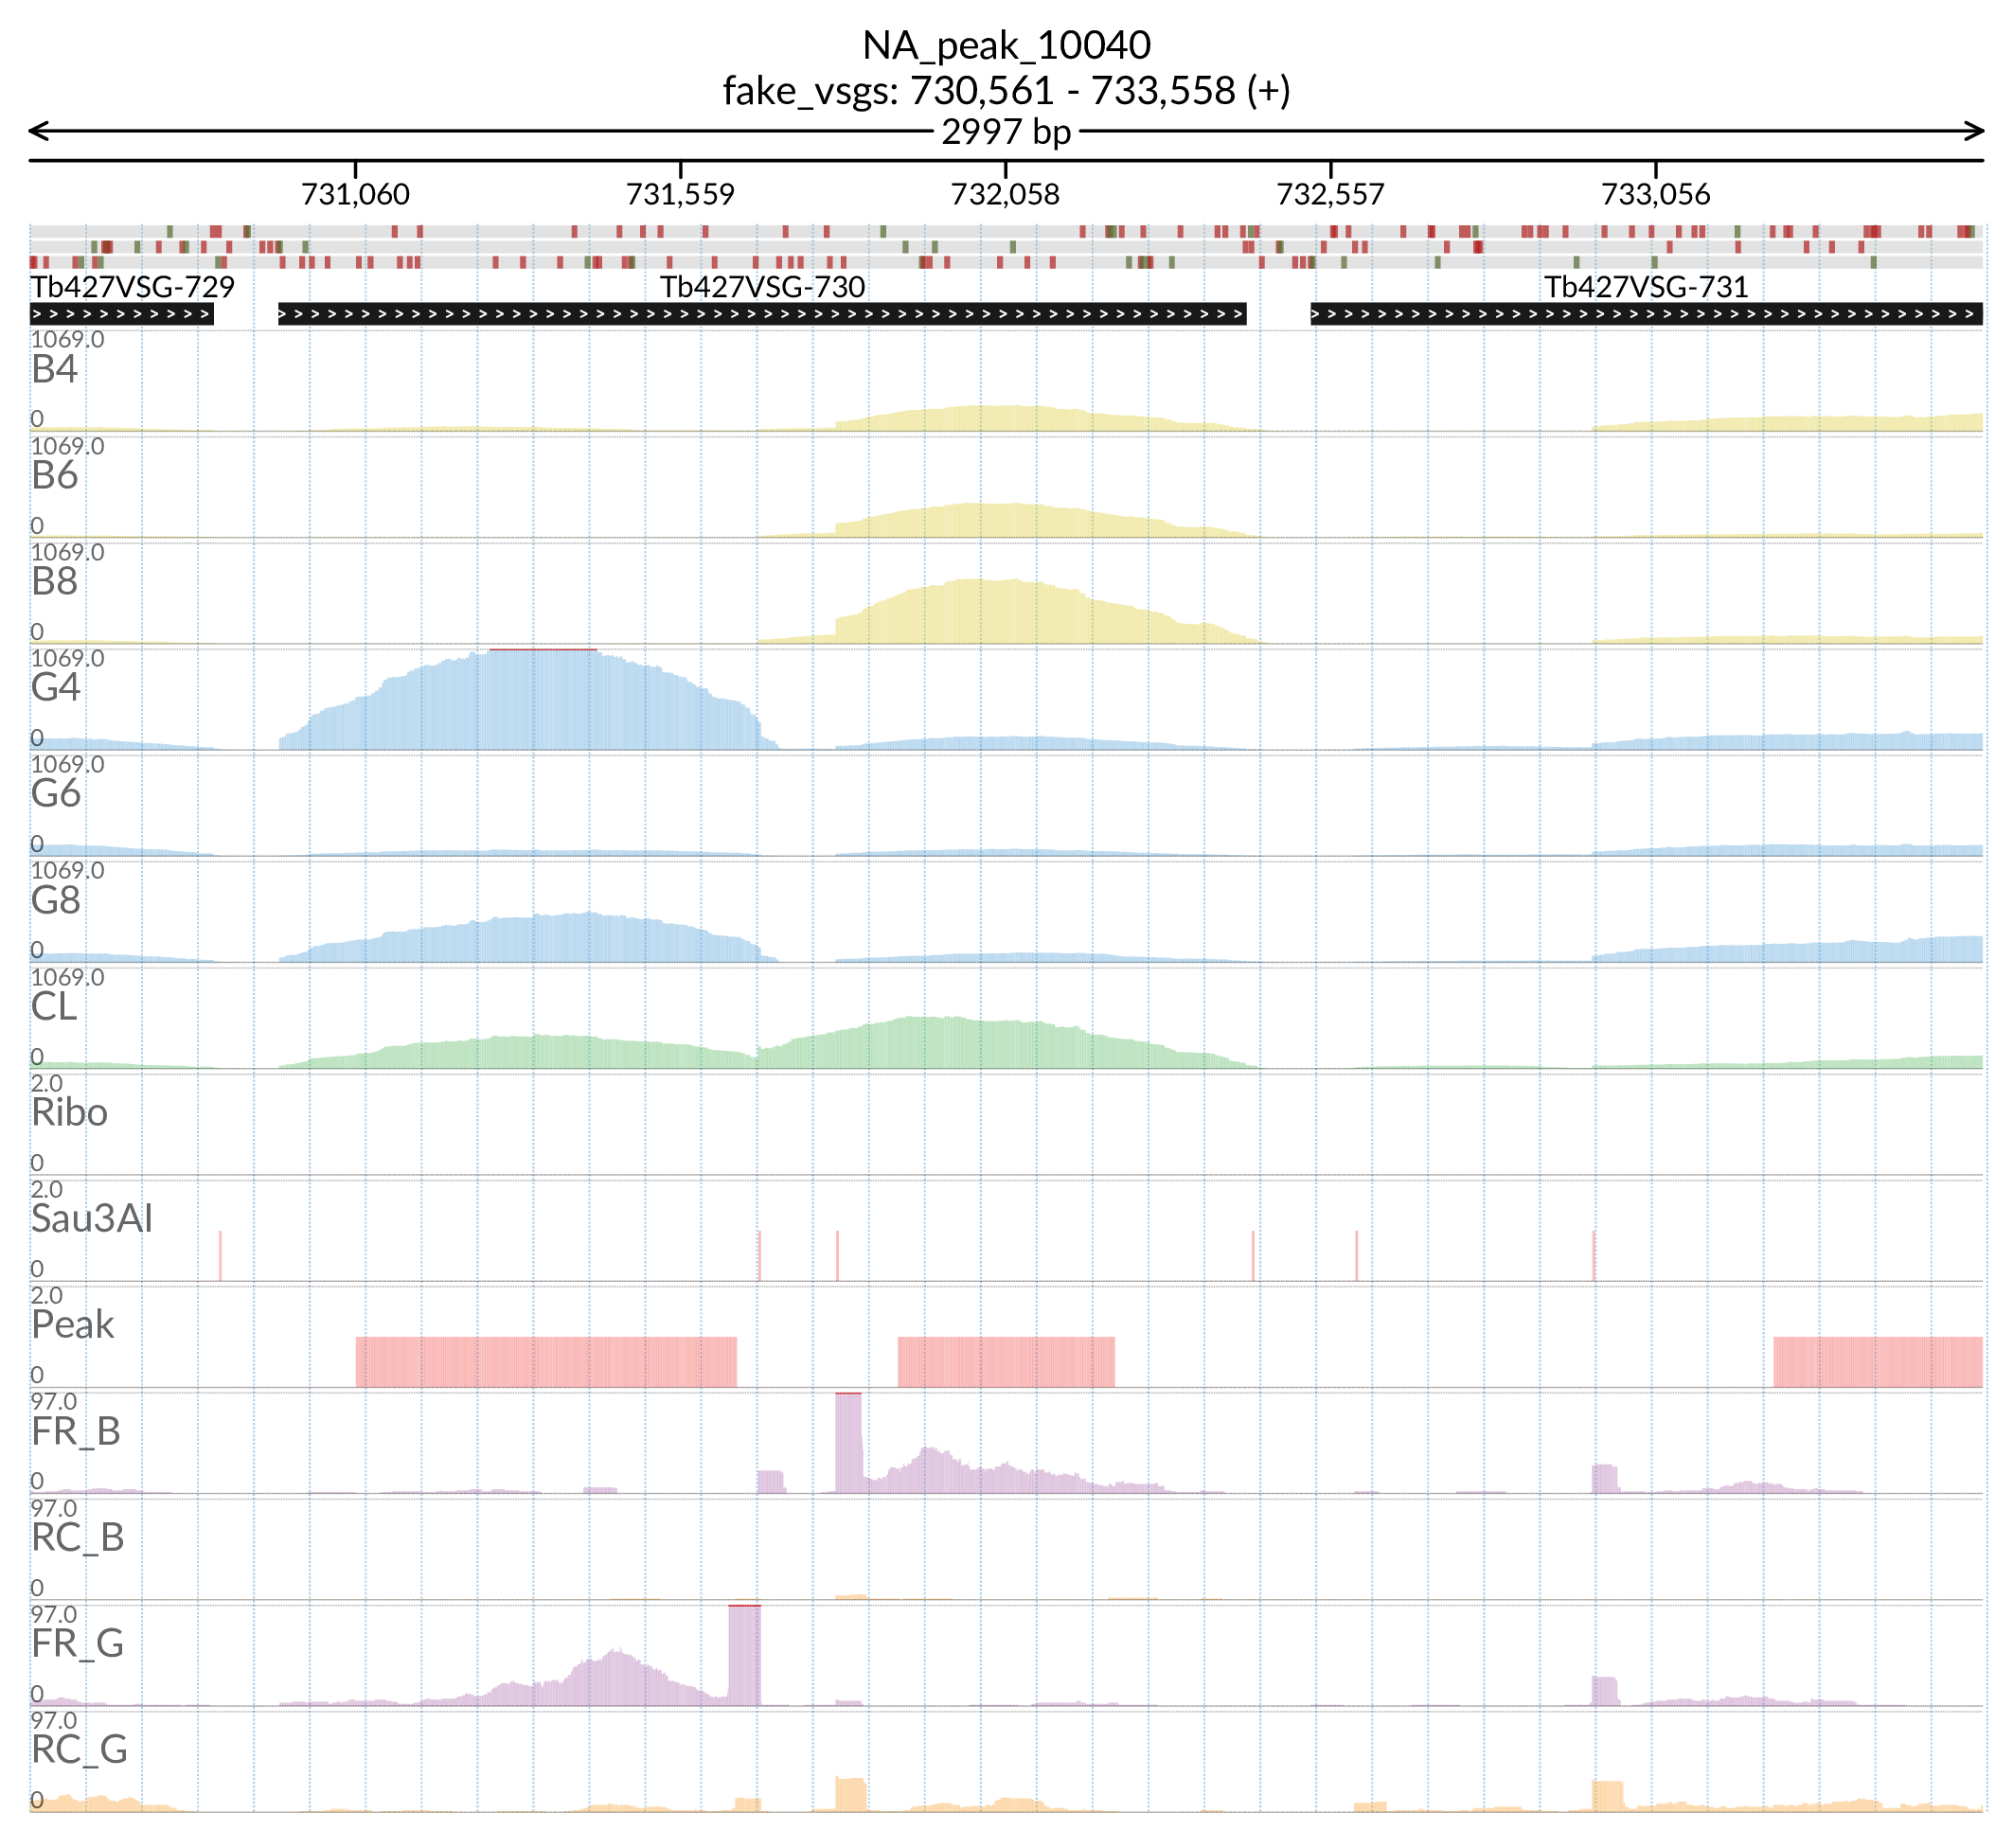 NA_peak_10040
fake_vsgs: 730,561 - 733,558 (+)
2997 bp
731,060 731,559 732,058 732,557 733,056
Tb427VSG-729 Tb427VSG-730 Tb427VSG-731
1069.0
B4
0
1069.0
B6
0
1069.0
B8
0
1069.0
G4
0
1069.0
G6
0
1069.0
G8
0
1069.0
CL
0
2.0
Ribo
0
2.0
Sau3AI
0
2.0
Peak
0
97.0
FR_B
0
97.0
RC_B
0
97.0
FR_G
0
97.0
RC_G
0